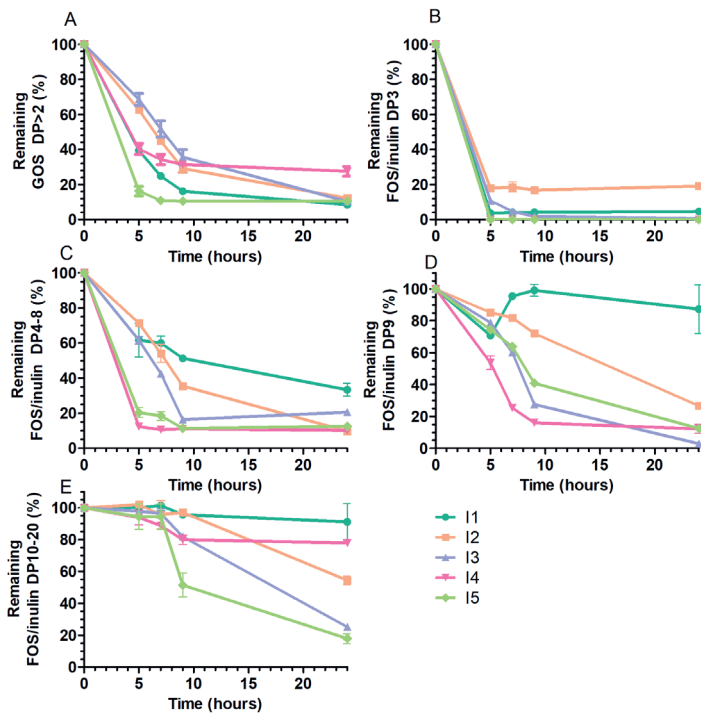 A
Remaining
GOS DP>2 (%)
100
80
60
40
20
0
0
5
10
15
20
Time (hours)
B
Remaining
FOS/inulin DP3 (%)
100
80
60
40
20
0
0
5
10
15
20
Time (hours)
C
Remaining
FOS/inulin DP4-8 (%)
100
80
60
40
20
0
0
5
10
15
20
Time (hours)
D
Remaining
FOS/inulin DP9 (%)
100
80
60
40
20
0
0
5
10
15
20
Time (hours)
E
Remaining
FOS/inulin DP10-20 (%)
100
80
60
40
20
0
0
5
10
15
20
Time (hours)
I1
I2
I3
I4
I5